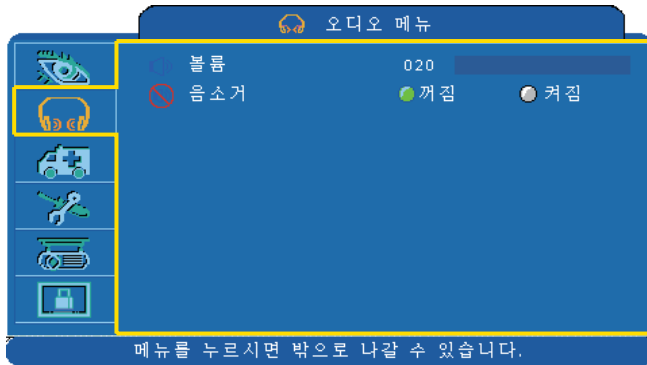 오디오 메뉴
볼륨 020
음소거 꺼짐 켜짐
메뉴를 누르시면 밖으로 나갈 수 있습니다.